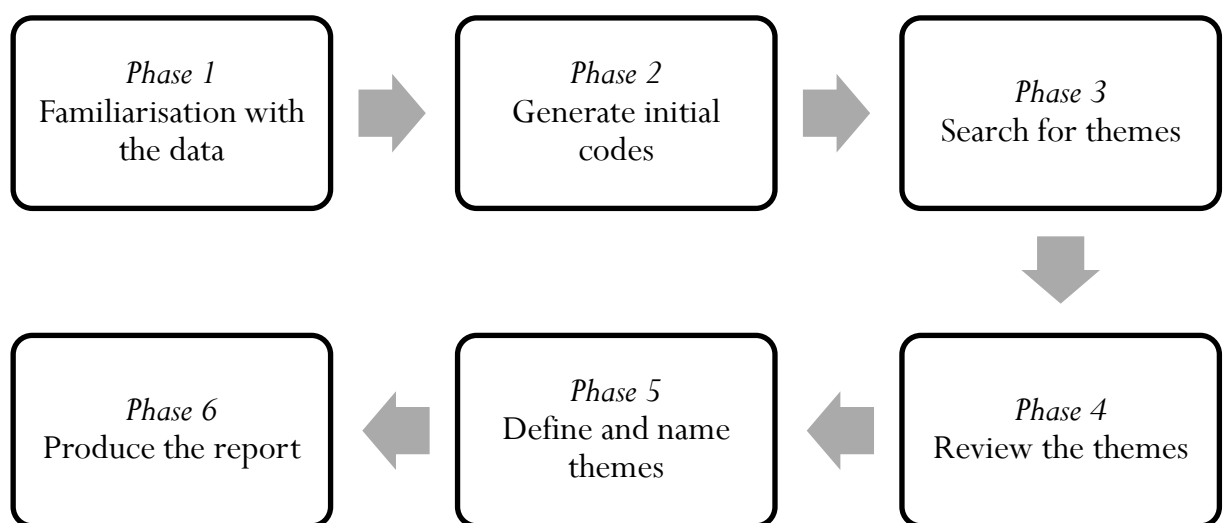 Phase 1
Familiarisation with
the data
Phase 2
Generate initial
codes
Phase 3
Search for themes
Phase 4
Review the themes
Phase 5
Define and name
themes
Phase 6
Produce the report